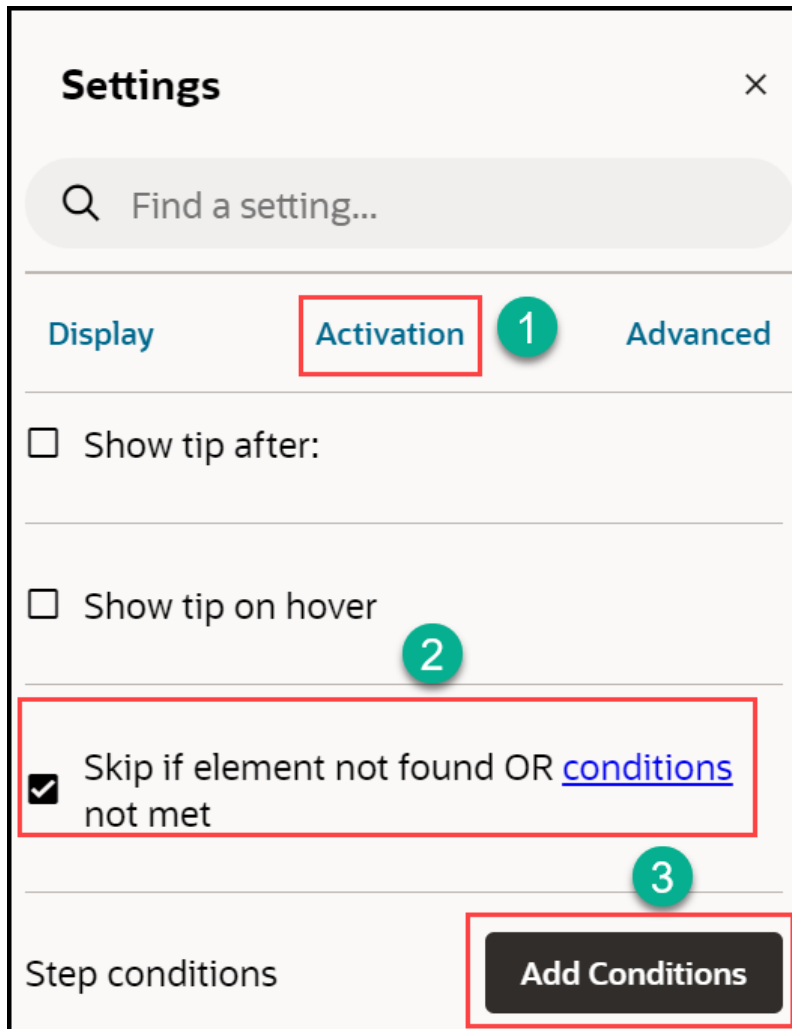 Settings
Find a setting...
Display Activation 1 Advanced
Show tip after:
Show tip on hover
2
Skip if element not found OR conditions
not met
3
Step conditions Add Conditions